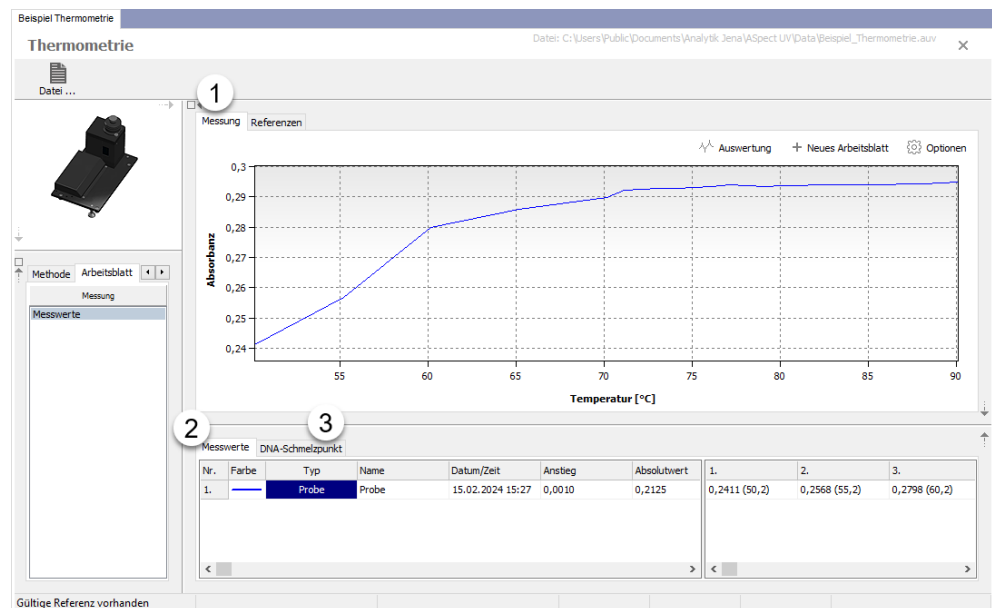 Beispiel Thermometrie
Thermometrie
Datei: C:\Users\Public\Documents\Analytik Jena\ASpect UV\Data\Beispiel_Thermometrie.auv
Datei ...
1
Messung Referenzen
Auswertung + Neues Arbeitsblatt Optionen
0,3
0,29
0,28
0,27
0,26
0,25
0,24
Absorbanz
55 60 65 70 75 80 85 90
Temperatur [°C]
Methode Arbeitsblatt
Messung
Messwerte
2 3
Messwerte DNA-Schmelzpunkt
Nr. Farbe Typ Name Datum/Zeit Anstieg Absolutwert 1. 2. 3.
1. Probe Probe 15.02.2024 15:27 0,0010 0,2125 0,2411 (50,2) 0,2568 (55,2) 0,2798 (60,2)
Gültige Referenz vorhanden